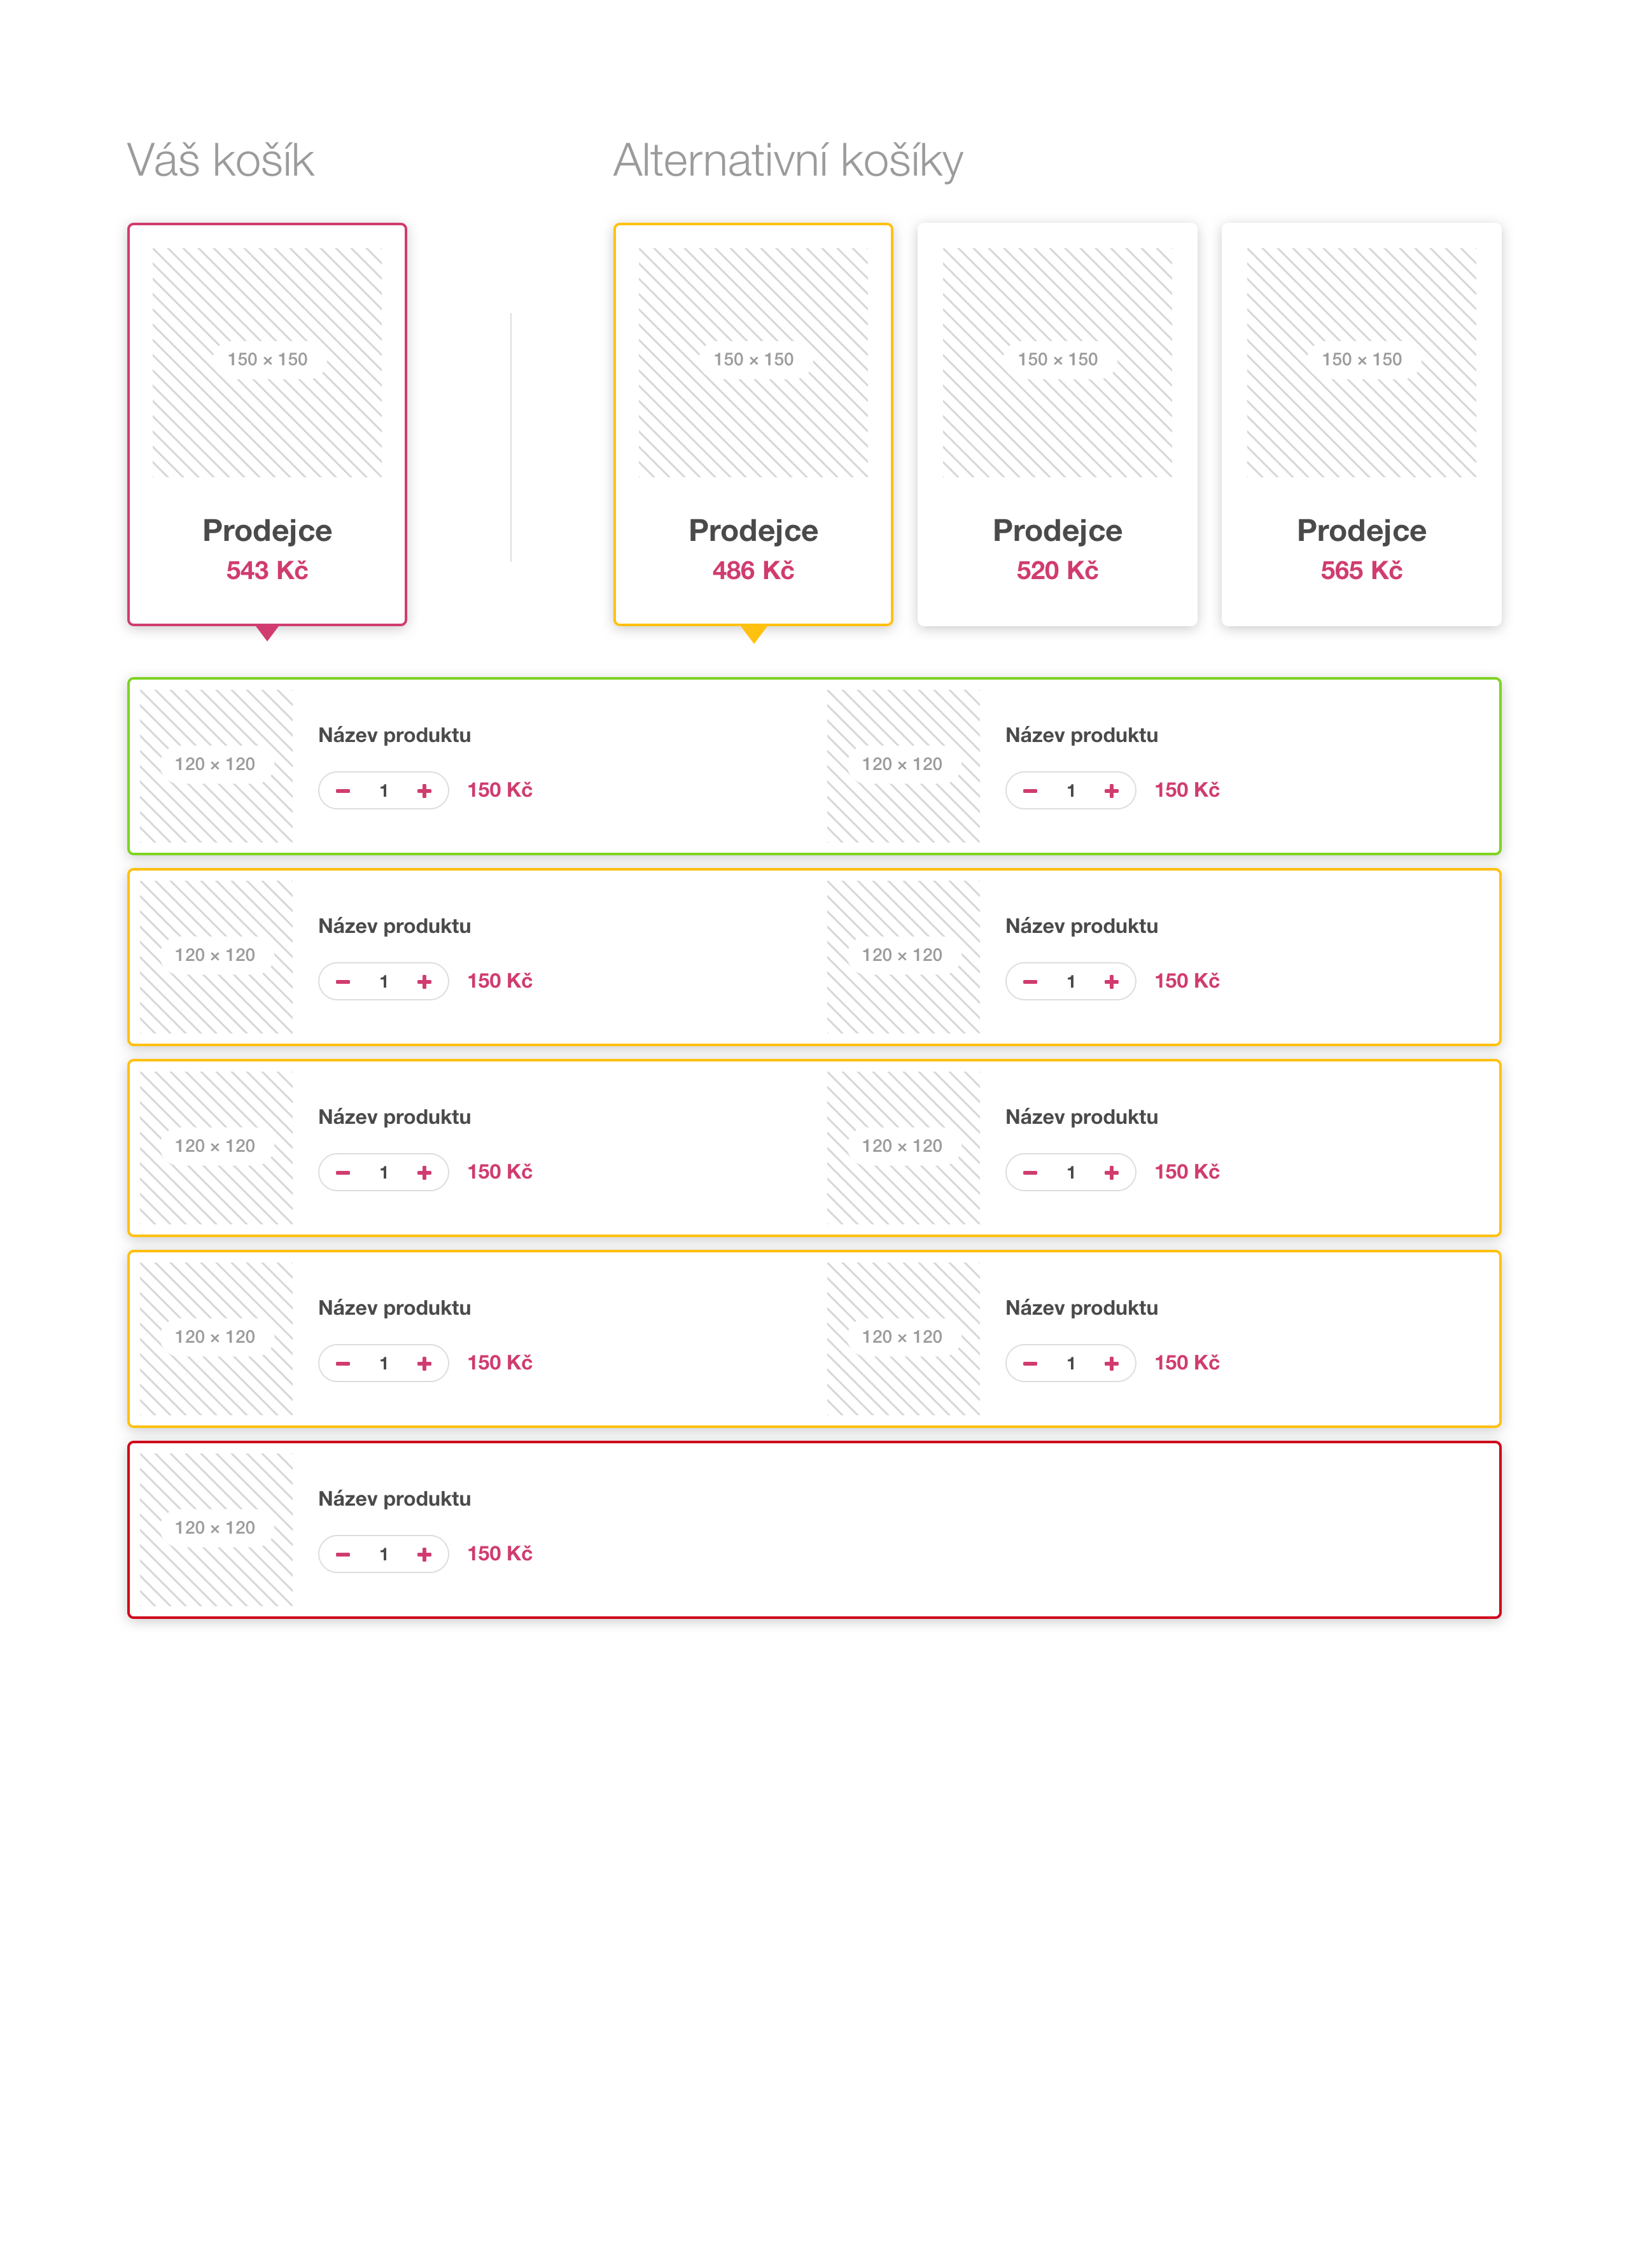 Váš košík
Alternativní košíky
150 × 150
Prodejce
543 Kč
150 × 150
Prodejce
486 Kč
150 × 150
Prodejce
520 Kč
150 × 150
Prodejce
565 Kč
120 × 120
Název produktu
1 150 Kč
120 × 120
Název produktu
1 150 Kč
120 × 120
Název produktu
1 150 Kč
120 × 120
Název produktu
1 150 Kč
120 × 120
Název produktu
1 150 Kč
120 × 120
Název produktu
1 150 Kč
120 × 120
Název produktu
1 150 Kč
120 × 120
Název produktu
1 150 Kč
120 × 120
Název produktu
1 150 Kč